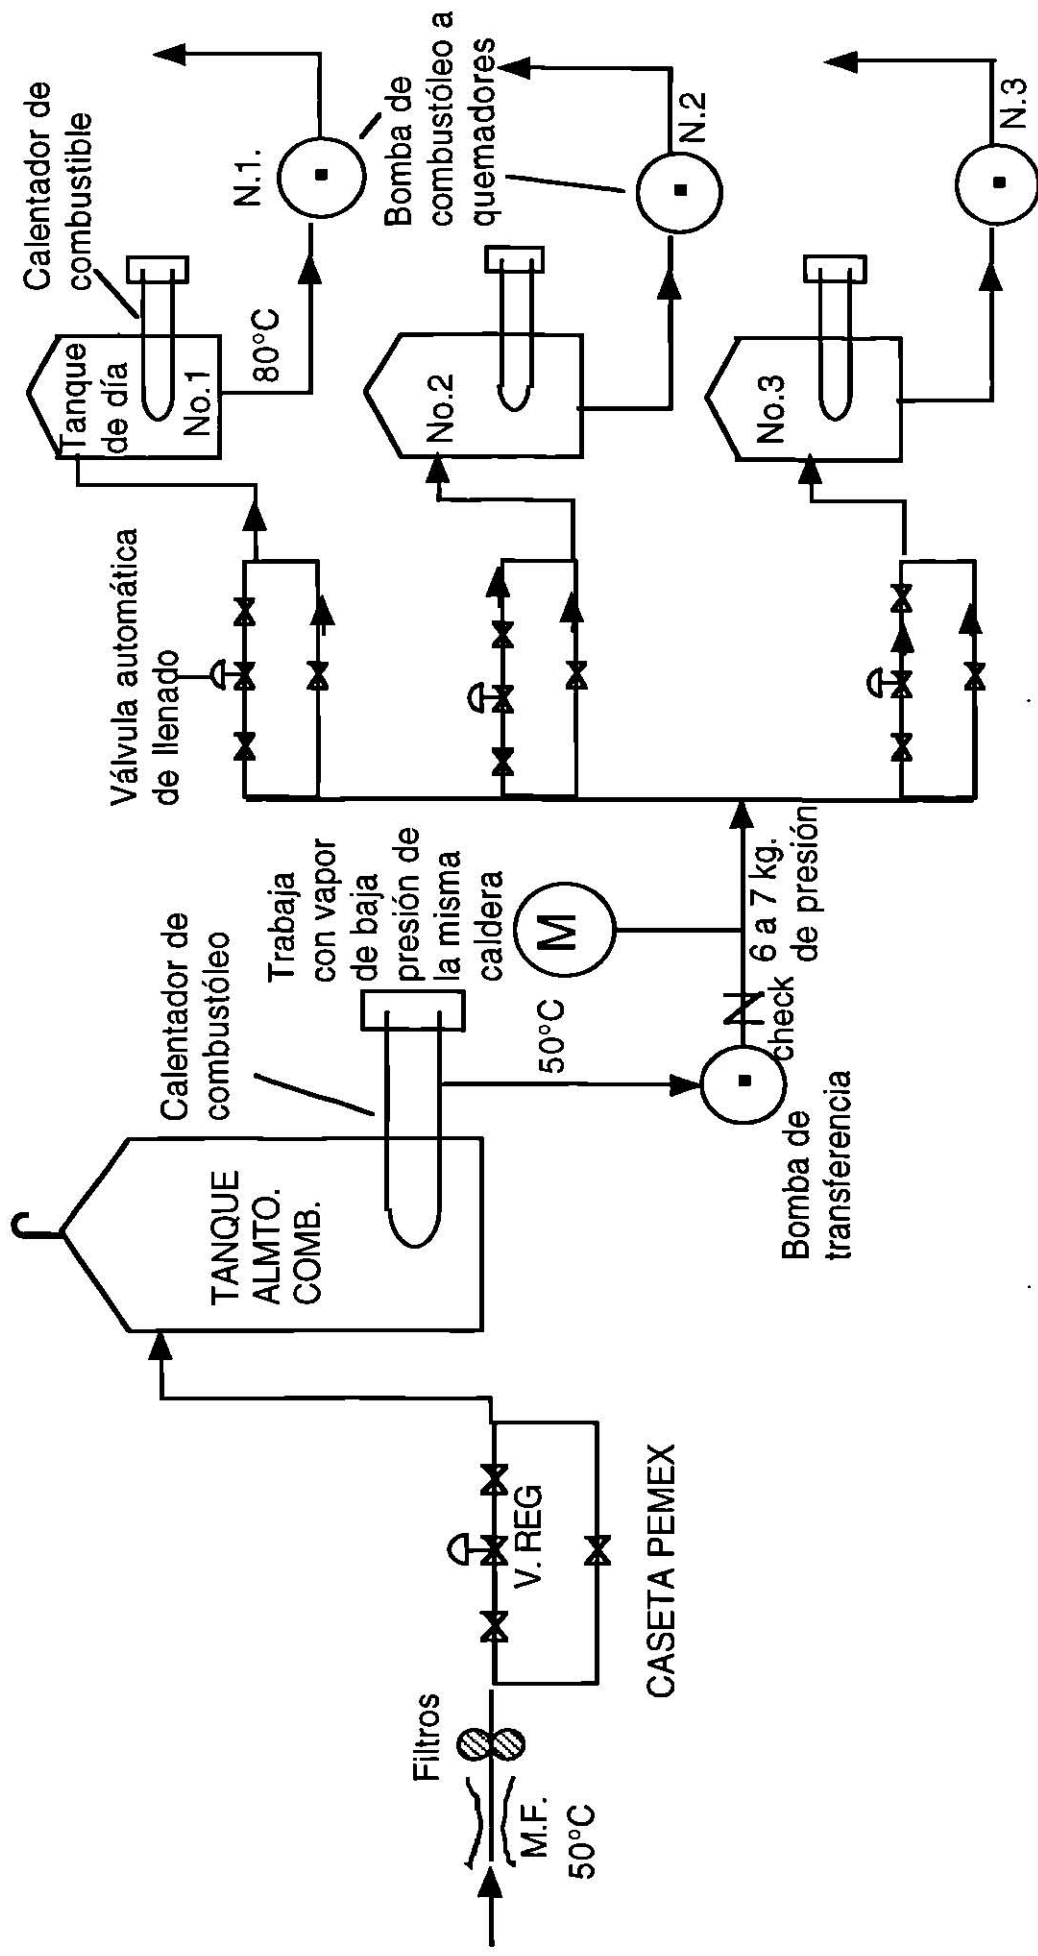 Filtros
M.F.
50°C
V. REG
CASETA PEMEX
TANQUE
ALMTO.
COMB.
Calentador de
combustóleo
Trabaja
con vapor
de baja
presión de
la misma
caldera
50°C
M
Bomba de
transferencia
check
6 a 7 kg.
de presión
Válvula automática
de llenado
Calentador de
combustible
Tanque
de día
No.1
80°C
N.1.
Bomba de
combustóleo a
quemadores
No.2
N.2
No.3
N.3